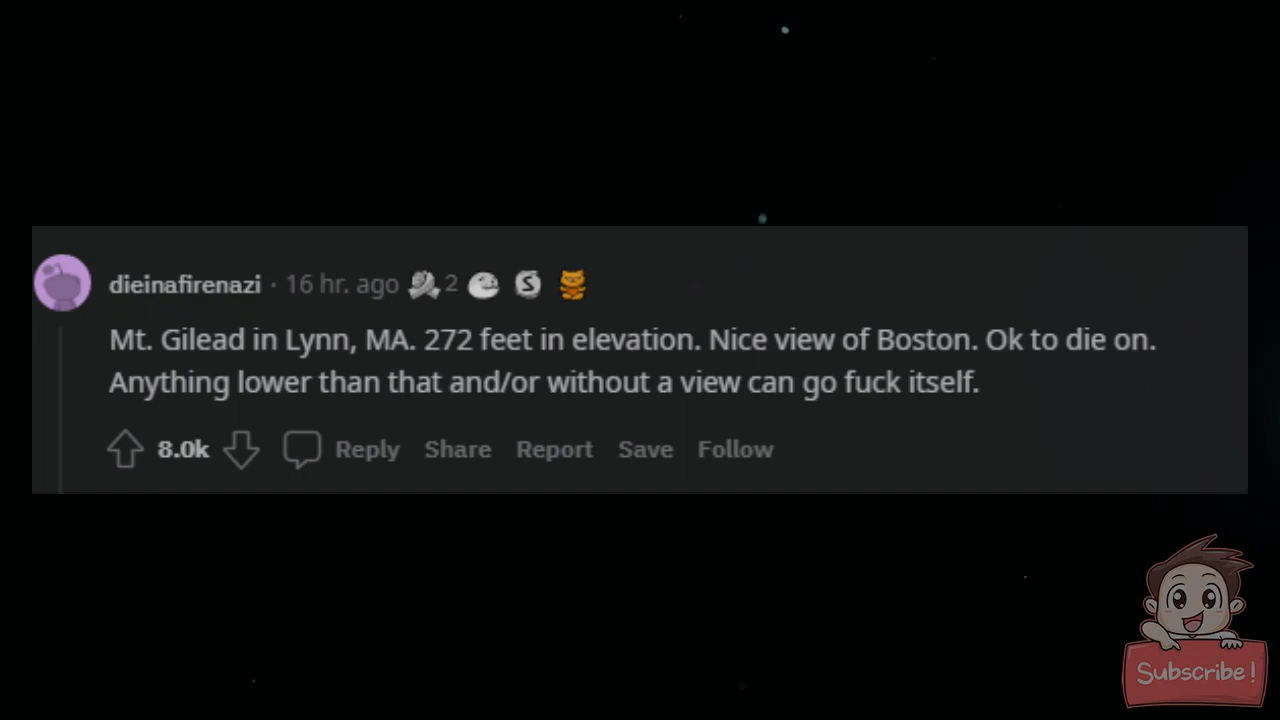 dieinafirenazi · 16 hr. ago 2 S
Mt. Gilead in Lynn, MA. 272 feet in elevation. Nice view of Boston. Ok to die on.
Anything lower than that and/or without a view can go fuck itself.
8.0k Reply Share Report Save Follow
Subscribe!